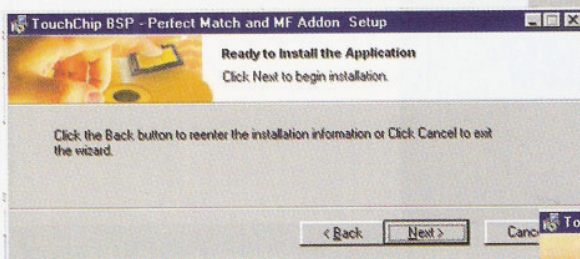 TouchChip BSP - Perfect Match and MF Addon Setup
Ready to Install the Application
Click Next to begin installation.
Click the Back button to reenter the installation information or Click Cancel to exit
the wizard.
< Back
Next >